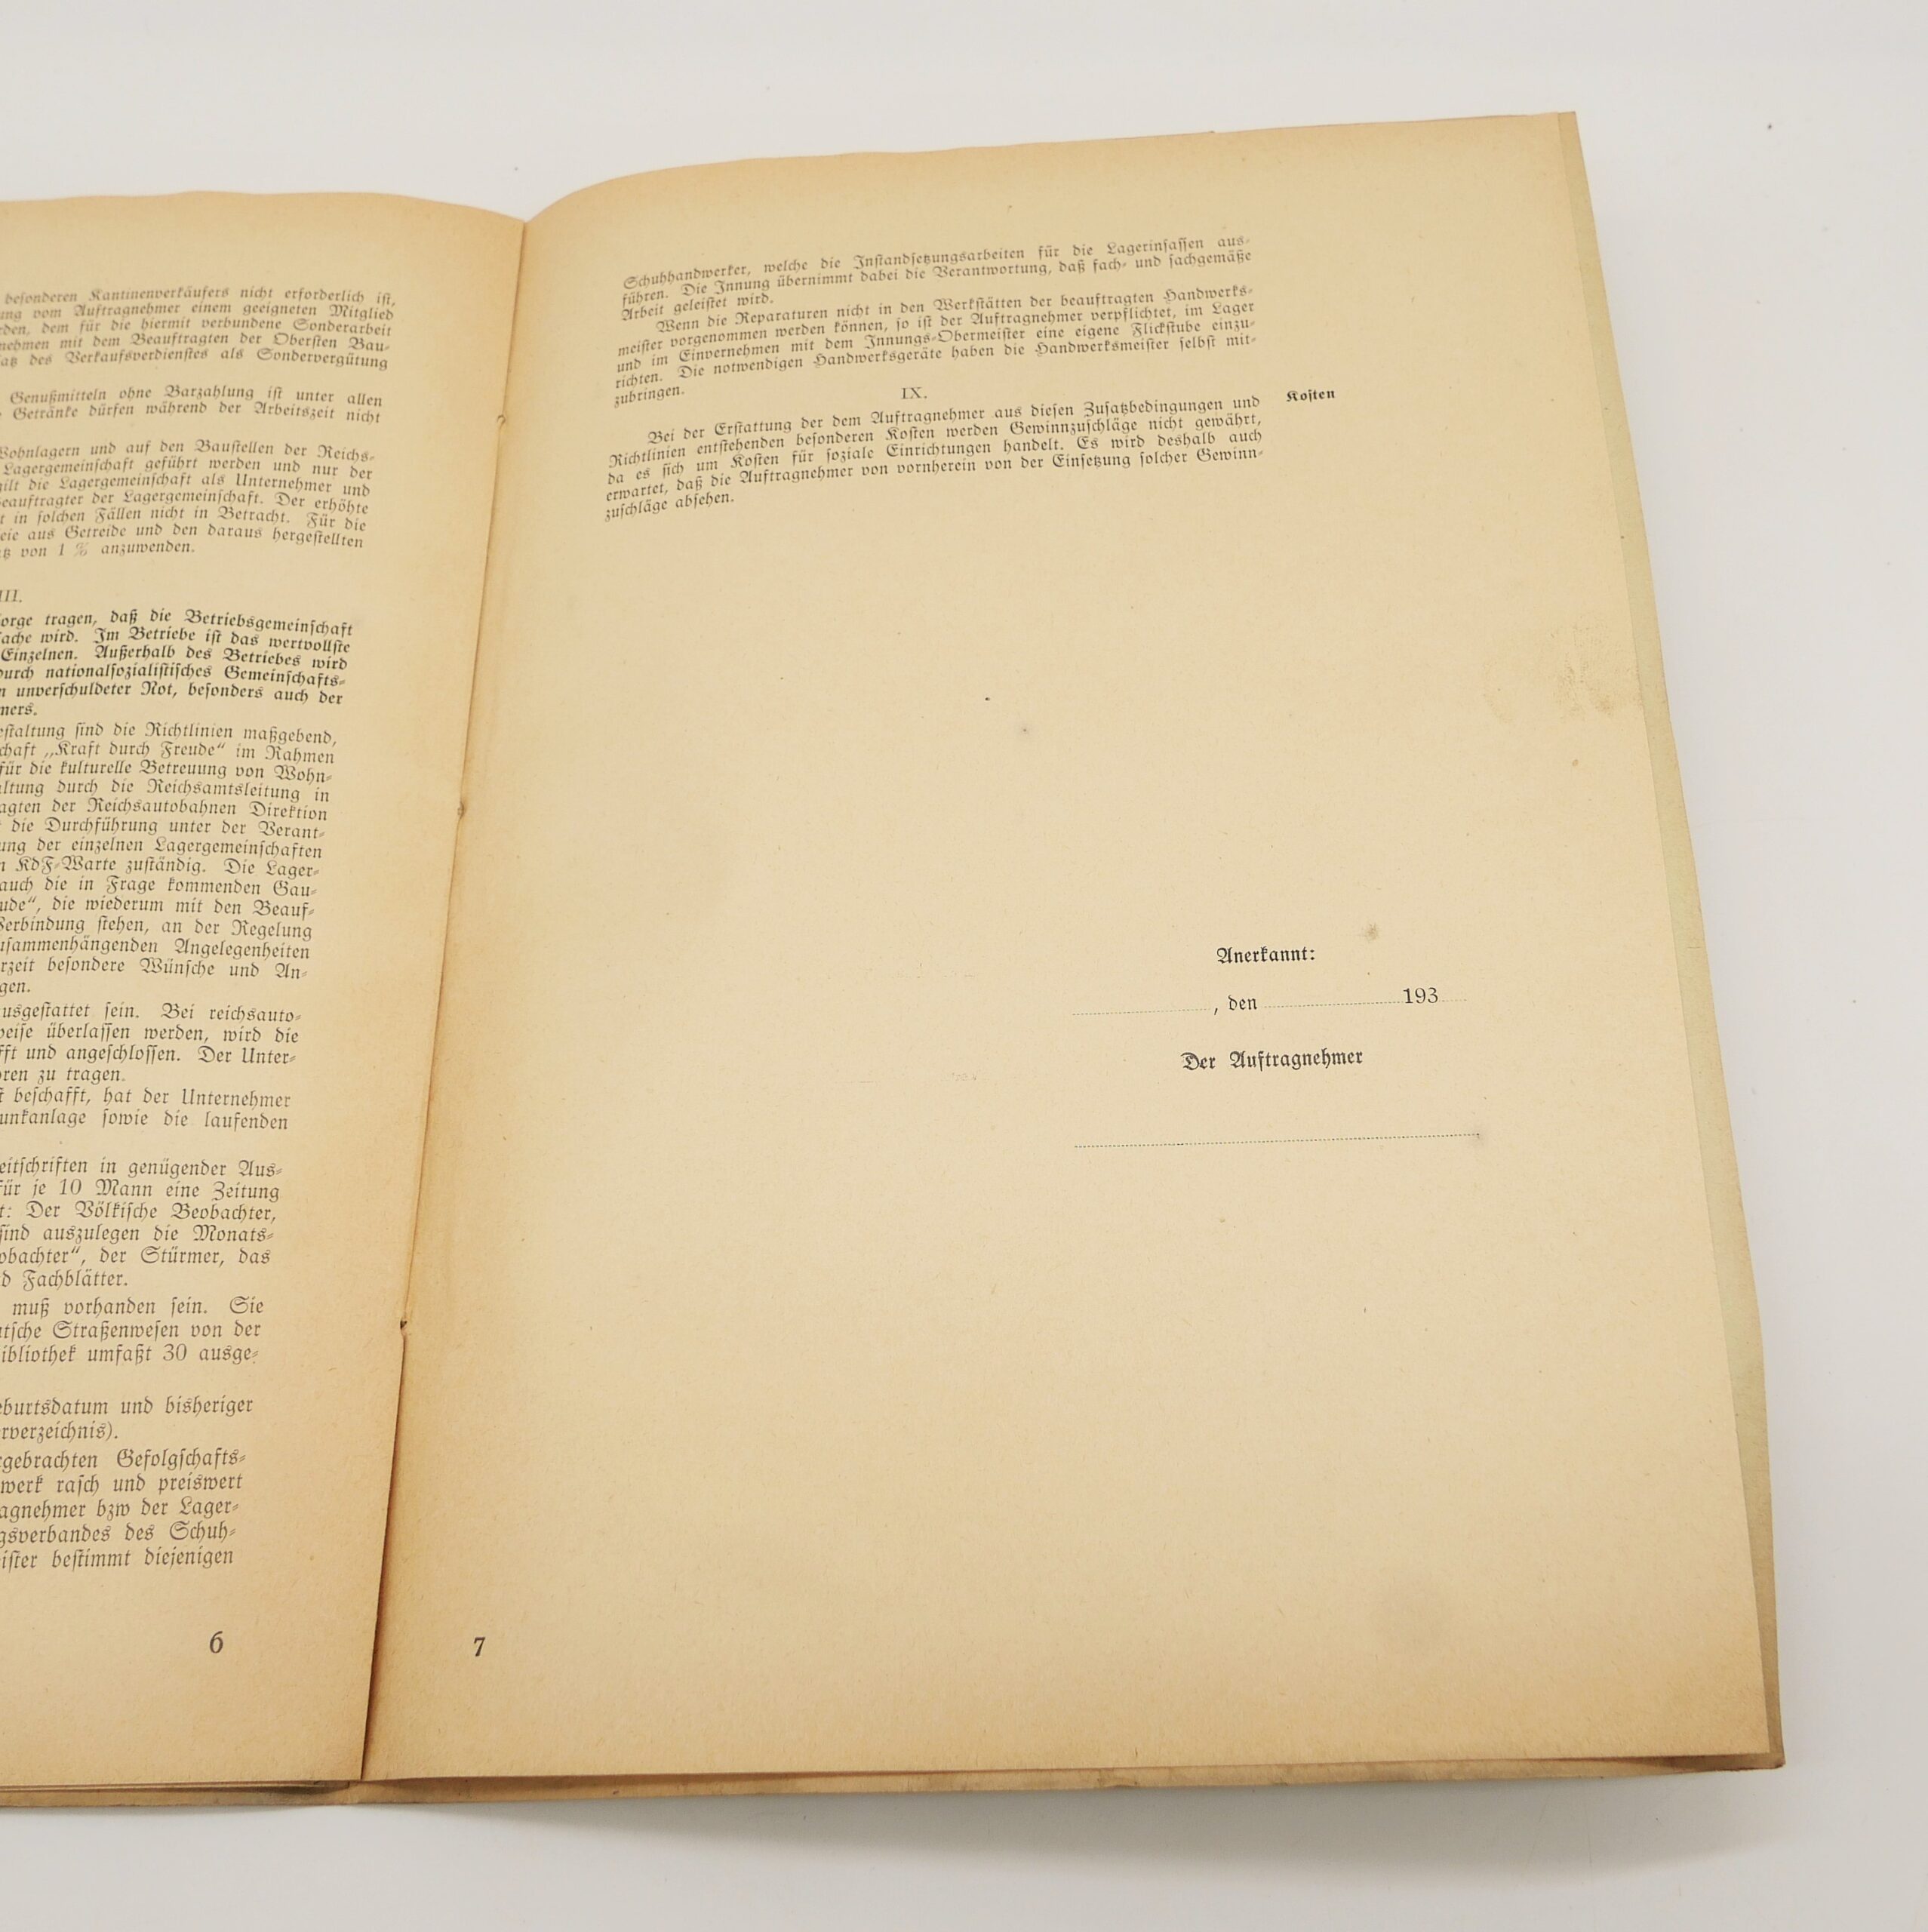 besonderen Kantinenverkäufers nicht erforderlich ist,
ung vom Auftragnehmer einem geeigneten Mitglied
rden, dem für die hiermit verbundene Sonderarbeit
nehmen mit dem Beauftragten der Obersten Bau-
satz des Verkaufsverdienstes als Sondervergütung
Genußmitteln ohne Barzahlung ist unter allen
Getränke dürfen während der Arbeitszeit nicht
Wohnlagern und auf den Baustellen der Reichs-
Lagergemeinschaft geführt werden und nur der
gilt die Lagergemeinschaft als Unternehmer und
Beauftragter der Lagergemeinschaft. Der erhöhte
t in solchen Fällen nicht in Betracht. Für die
eie aus Getreide und den daraus hergestellten
tz von 1 % anzuwenden.
III.
orge tragen, daß die Betriebsgemeinschaft
ache wird. Im Betriebe ist das wertvollste
Einzelnen. Außerhalb des Betriebes wird
durch nationalsozialistisches Gemeinschafts-
n unverschuldeter Not, besonders auch der
ners.
estaltung sind die Richtlinien maßgebend,
chaft „Kraft durch Freude“ im Rahmen
für die kulturelle Betreuung von Wohn-
ltung durch die Reichsamtsleitung in
agten der Reichsautobahnen Direktion
die Durchführung unter der Verant-
ung der einzelnen Lagergemeinschaften
n KdF-Warte zuständig. Die Lager-
auch die in Frage kommenden Gau-
ude“, die wiederum mit den Beauf-
Verbindung stehen, an der Regelung
usammenhängenden Angelegenheiten
rzeit besondere Wünsche und An-
gen.
usgestattet sein. Bei reichsauto-
weise überlassen werden, wird die
fft und angeschlossen. Der Unter-
oren zu tragen.
st beschafft, hat der Unternehmer
unkanlage sowie die laufenden
eitschriften in genügender Aus-
für je 10 Mann eine Zeitung
t: Der Völkische Beobachter,
sind auszulegen die Monats-
obachter“, der Stürmer, das
d Fachblätter.
muß vorhanden sein. Sie
utsche Straßenwesen von der
ibliothek umfaßt 30 ausge-
eburtsdatum und bisheriger
rverzeichnis).
rgebrachten Gefolgschafts-
werk rasch und preiswert
agnehmer bzw der Lager-
gsverbandes des Schuh-
ister bestimmt diejenigen
6
Schuhhandwerker, welche die Instandsetzungsarbeiten für die Lagerinsassen aus-
führen. Die Innung übernimmt dabei die Verantwortung, daß fach- und sachgemäße
Arbeit geleistet wird.
Wenn die Reparaturen nicht in den Werkstätten der beauftragten Handwerks-
meister vorgenommen werden können, so ist der Auftragnehmer verpflichtet, im Lager
und im Einvernehmen mit dem Innungs-Obermeister eine eigene Flickstube einzu-
richten. Die notwendigen Handwerksgeräte haben die Handwerksmeister selbst mit-
zubringen.
IX.
Kosten
Bei der Erstattung der dem Auftragnehmer aus diesen Zusatzbedingungen und
Richtlinien entstehenden besonderen Kosten werden Gewinnzuschläge nicht gewährt,
da es sich um Kosten für soziale Einrichtungen handelt. Es wird deshalb auch
erwartet, daß die Auftragnehmer von vornherein von der Einsetzung solcher Gewinn-
zuschläge absehen.
Anerkannt:
, den 193
Der Auftragnehmer
7